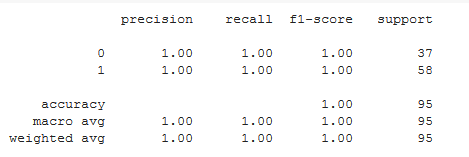 precision recall f1-score support
0 1.00 1.00 1.00 37
1 1.00 1.00 1.00 58
accuracy 1.00 95
macro avg 1.00 1.00 1.00 95
weighted avg 1.00 1.00 1.00 95